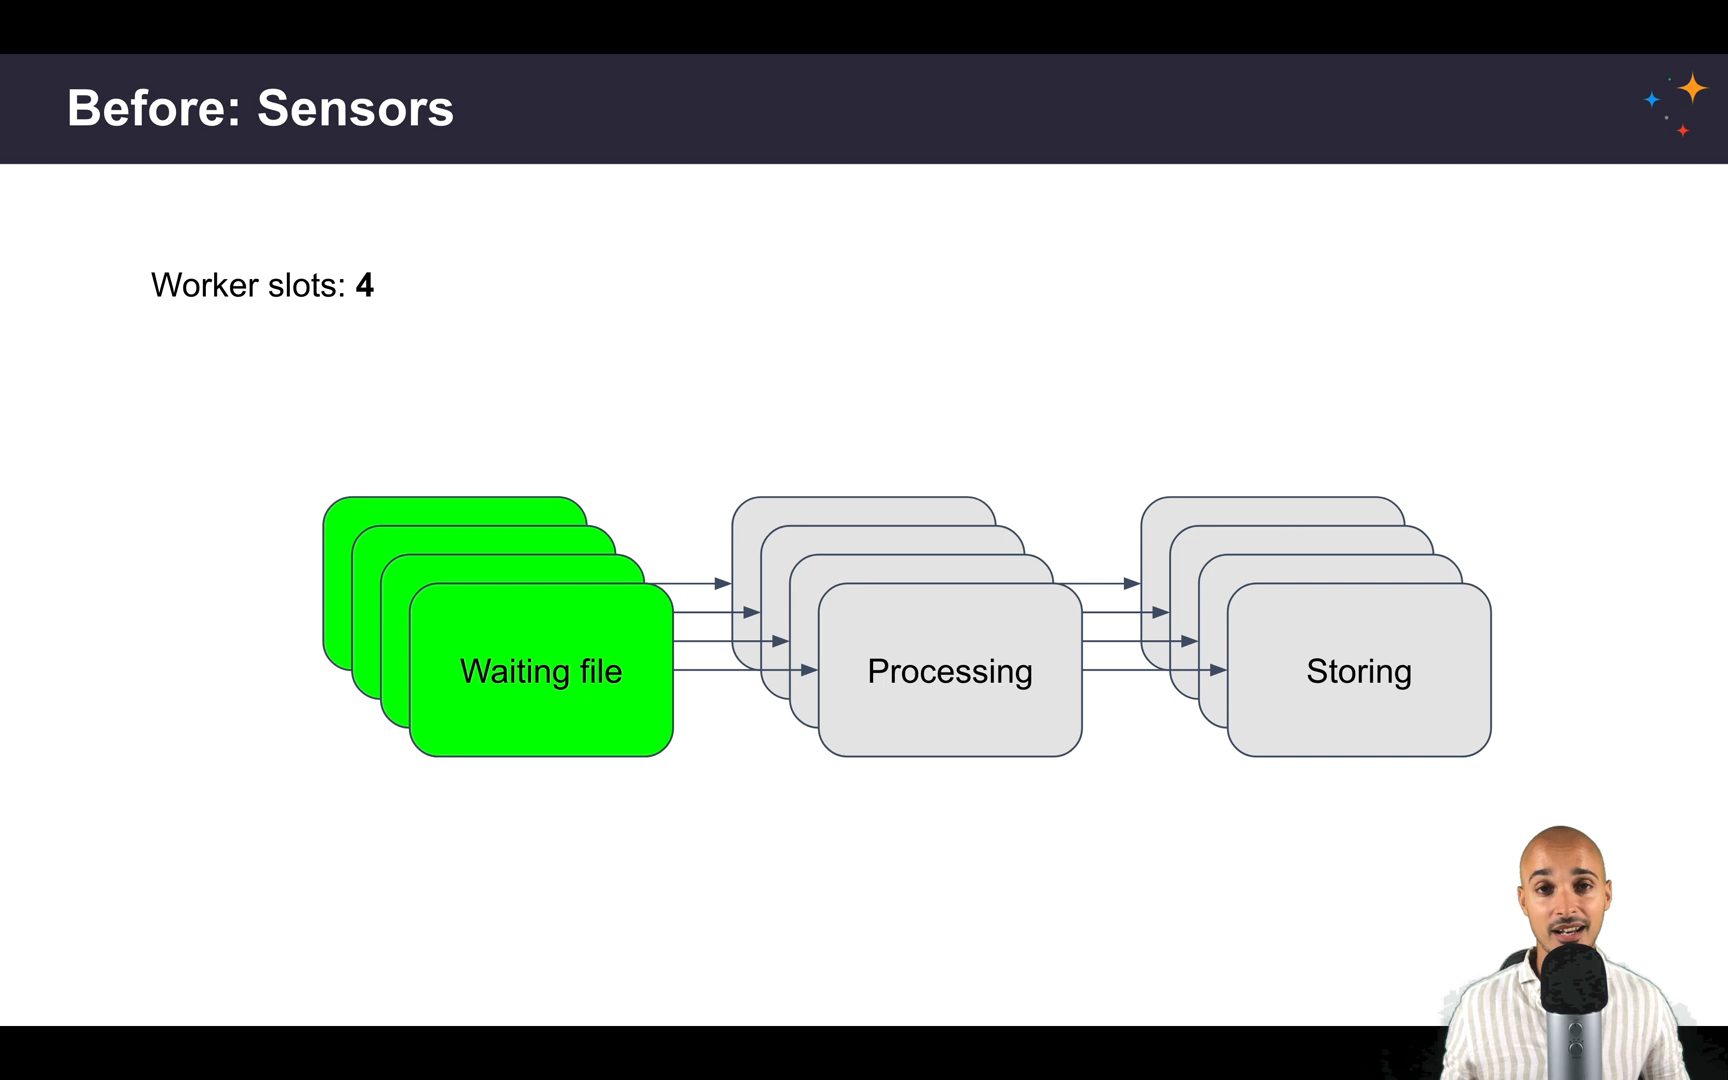 Before: Sensors
Worker slots: 4
Waiting file
Processing
Storing